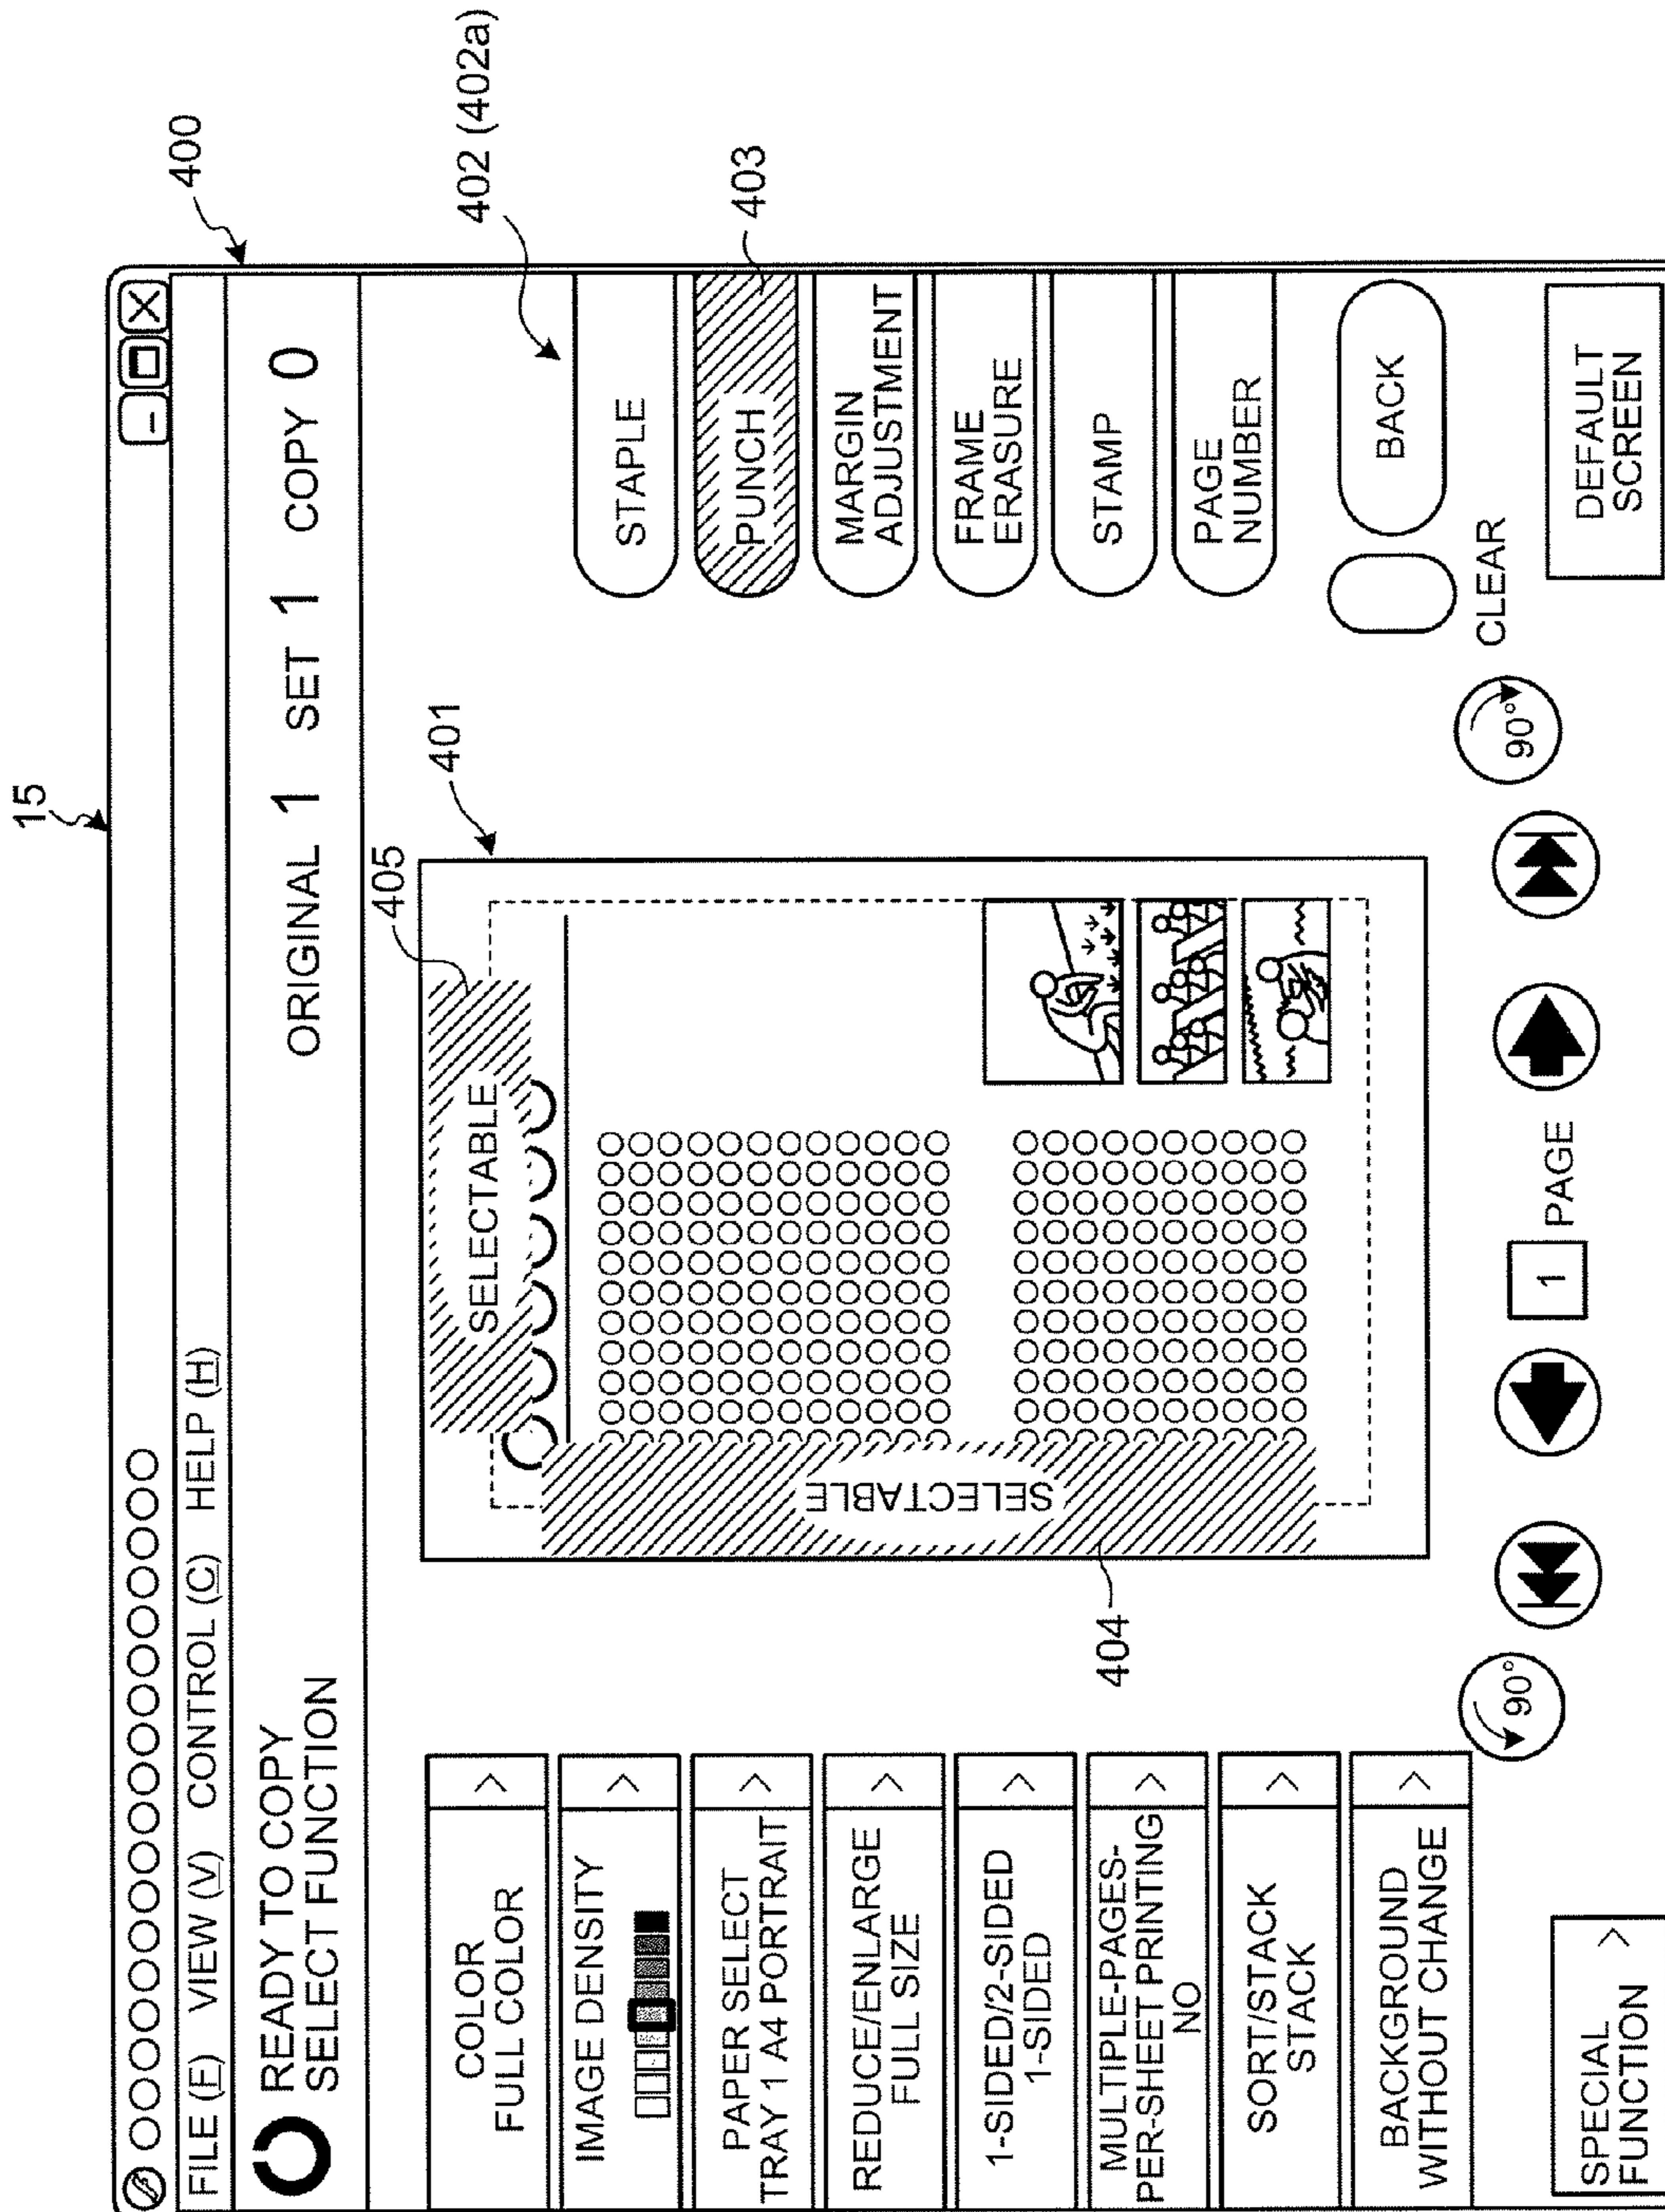 15
400
FILE (F) VIEW (V) CONTROL (C) HELP (H)
READY TO COPY
SELECT FUNCTION
ORIGINAL 1 SET 1 COPY 0
COLOR
FULL COLOR
>
IMAGE DENSITY
>
PAPER SELECT
TRAY 1 A4 PORTRAIT
>
REDUCE/ENLARGE
FULL SIZE
>
1-SIDED/2-SIDED
1-SIDED
>
MULTIPLE-PAGES-
PER-SHEET PRINTING
NO
>
SORT/STACK
STACK
>
BACKGROUND
WITHOUT CHANGE
>
SPECIAL
FUNCTION >
405
401
SELECTABLE
SELECTABLE
404
402 (402a)
STAPLE
PUNCH
403
MARGIN
ADJUSTMENT
FRAME
ERASURE
STAMP
PAGE
NUMBER
90°
1 PAGE
90°
CLEAR
BACK
DEFAULT
SCREEN